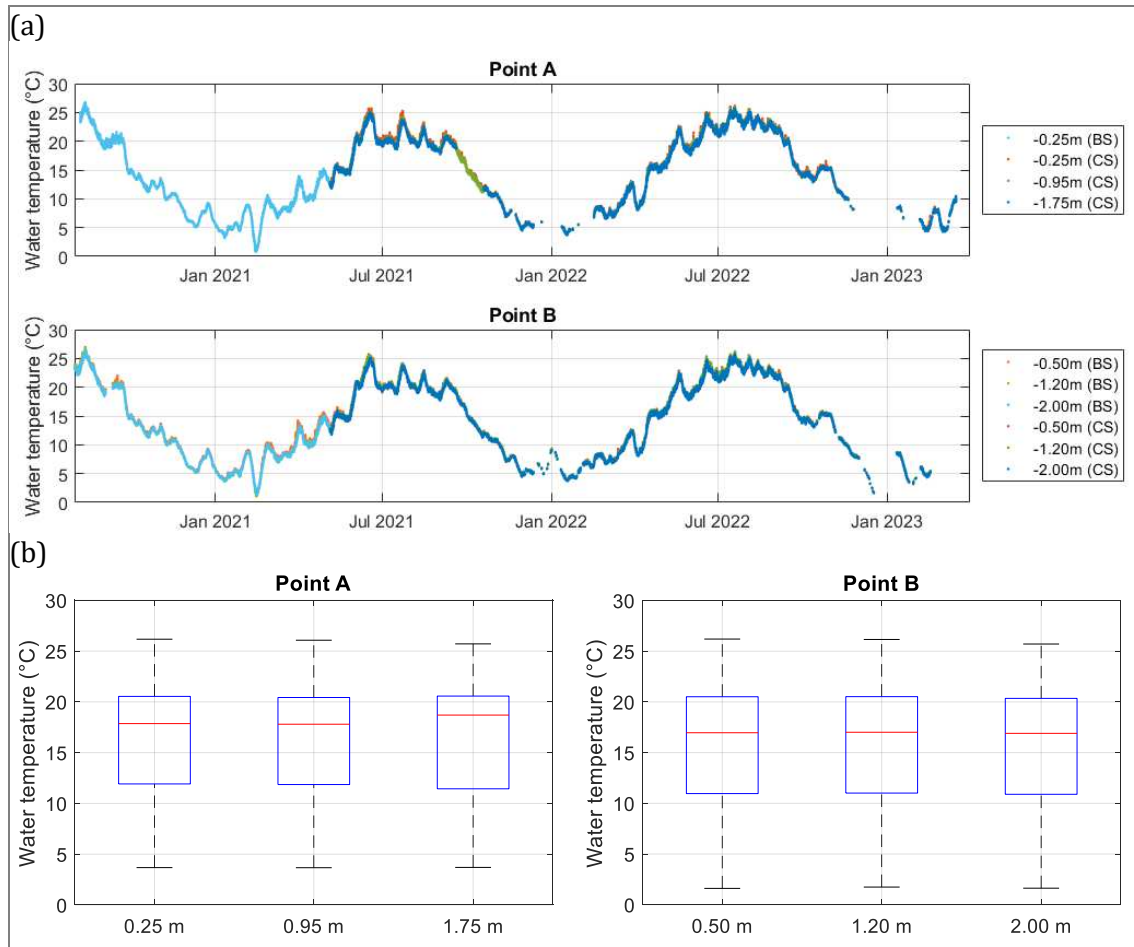 (a)
Point A
Water temperature (°C)
30
25
20
15
10
5
0
Jan 2021 Jul 2021 Jan 2022 Jul 2022 Jan 2023
-0.25m (BS)
-0.25m (CS)
-0.95m (CS)
-1.75m (CS)
Point B
Water temperature (°C)
30
25
20
15
10
5
0
Jan 2021 Jul 2021 Jan 2022 Jul 2022 Jan 2023
-0.50m (BS)
-1.20m (BS)
-2.00m (BS)
-0.50m (CS)
-1.20m (CS)
-2.00m (CS)
(b)
Point A
Water temperature (°C)
30
25
20
15
10
5
0
0.25 m 0.95 m 1.75 m
Point B
Water temperature (°C)
30
25
20
15
10
5
0
0.50 m 1.20 m 2.00 m